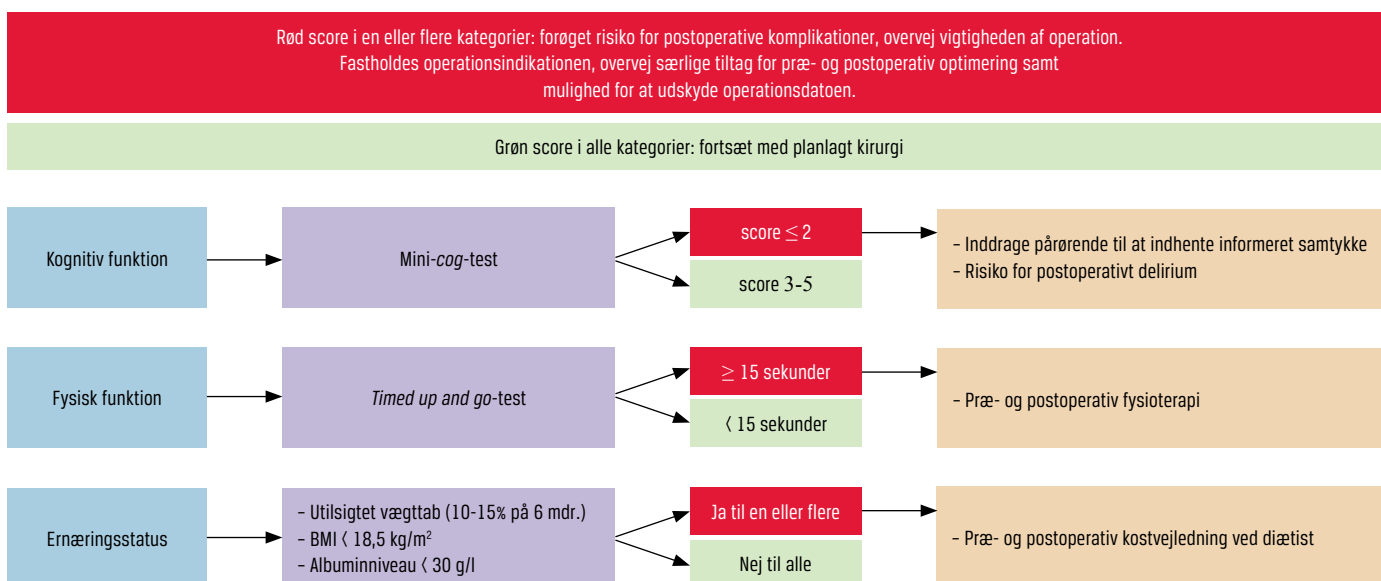 Rød score i en eller flere kategorier: forøget risiko for postoperative komplikationer, overvej vigtigheden af operation.
Fastholdes operationsindikationen, overvej særlige tiltag for præ- og postoperativ optimering samt
mulighed for at udskyde operationsdatoen.
Grøn score i alle kategorier: fortsæt med planlagt kirurgi
Kognitiv funktion
Mini-cog-test
score ≤ 2
score 3-5
– Inddrage pårørende til at indhente informeret samtykke
– Risiko for postoperativt delirium
Fysisk funktion
Timed up and go-test
≥ 15 sekunder
< 15 sekunder
– Præ- og postoperativ fysioterapi
Ernæringsstatus
– Utilsigtet vægttab (10-15% på 6 mdr.)
– BMI < 18,5 kg/m²
– Albuminniveau < 30 g/l
Ja til en eller flere
Nej til alle
– Præ- og postoperativ kostvejledning ved diætist